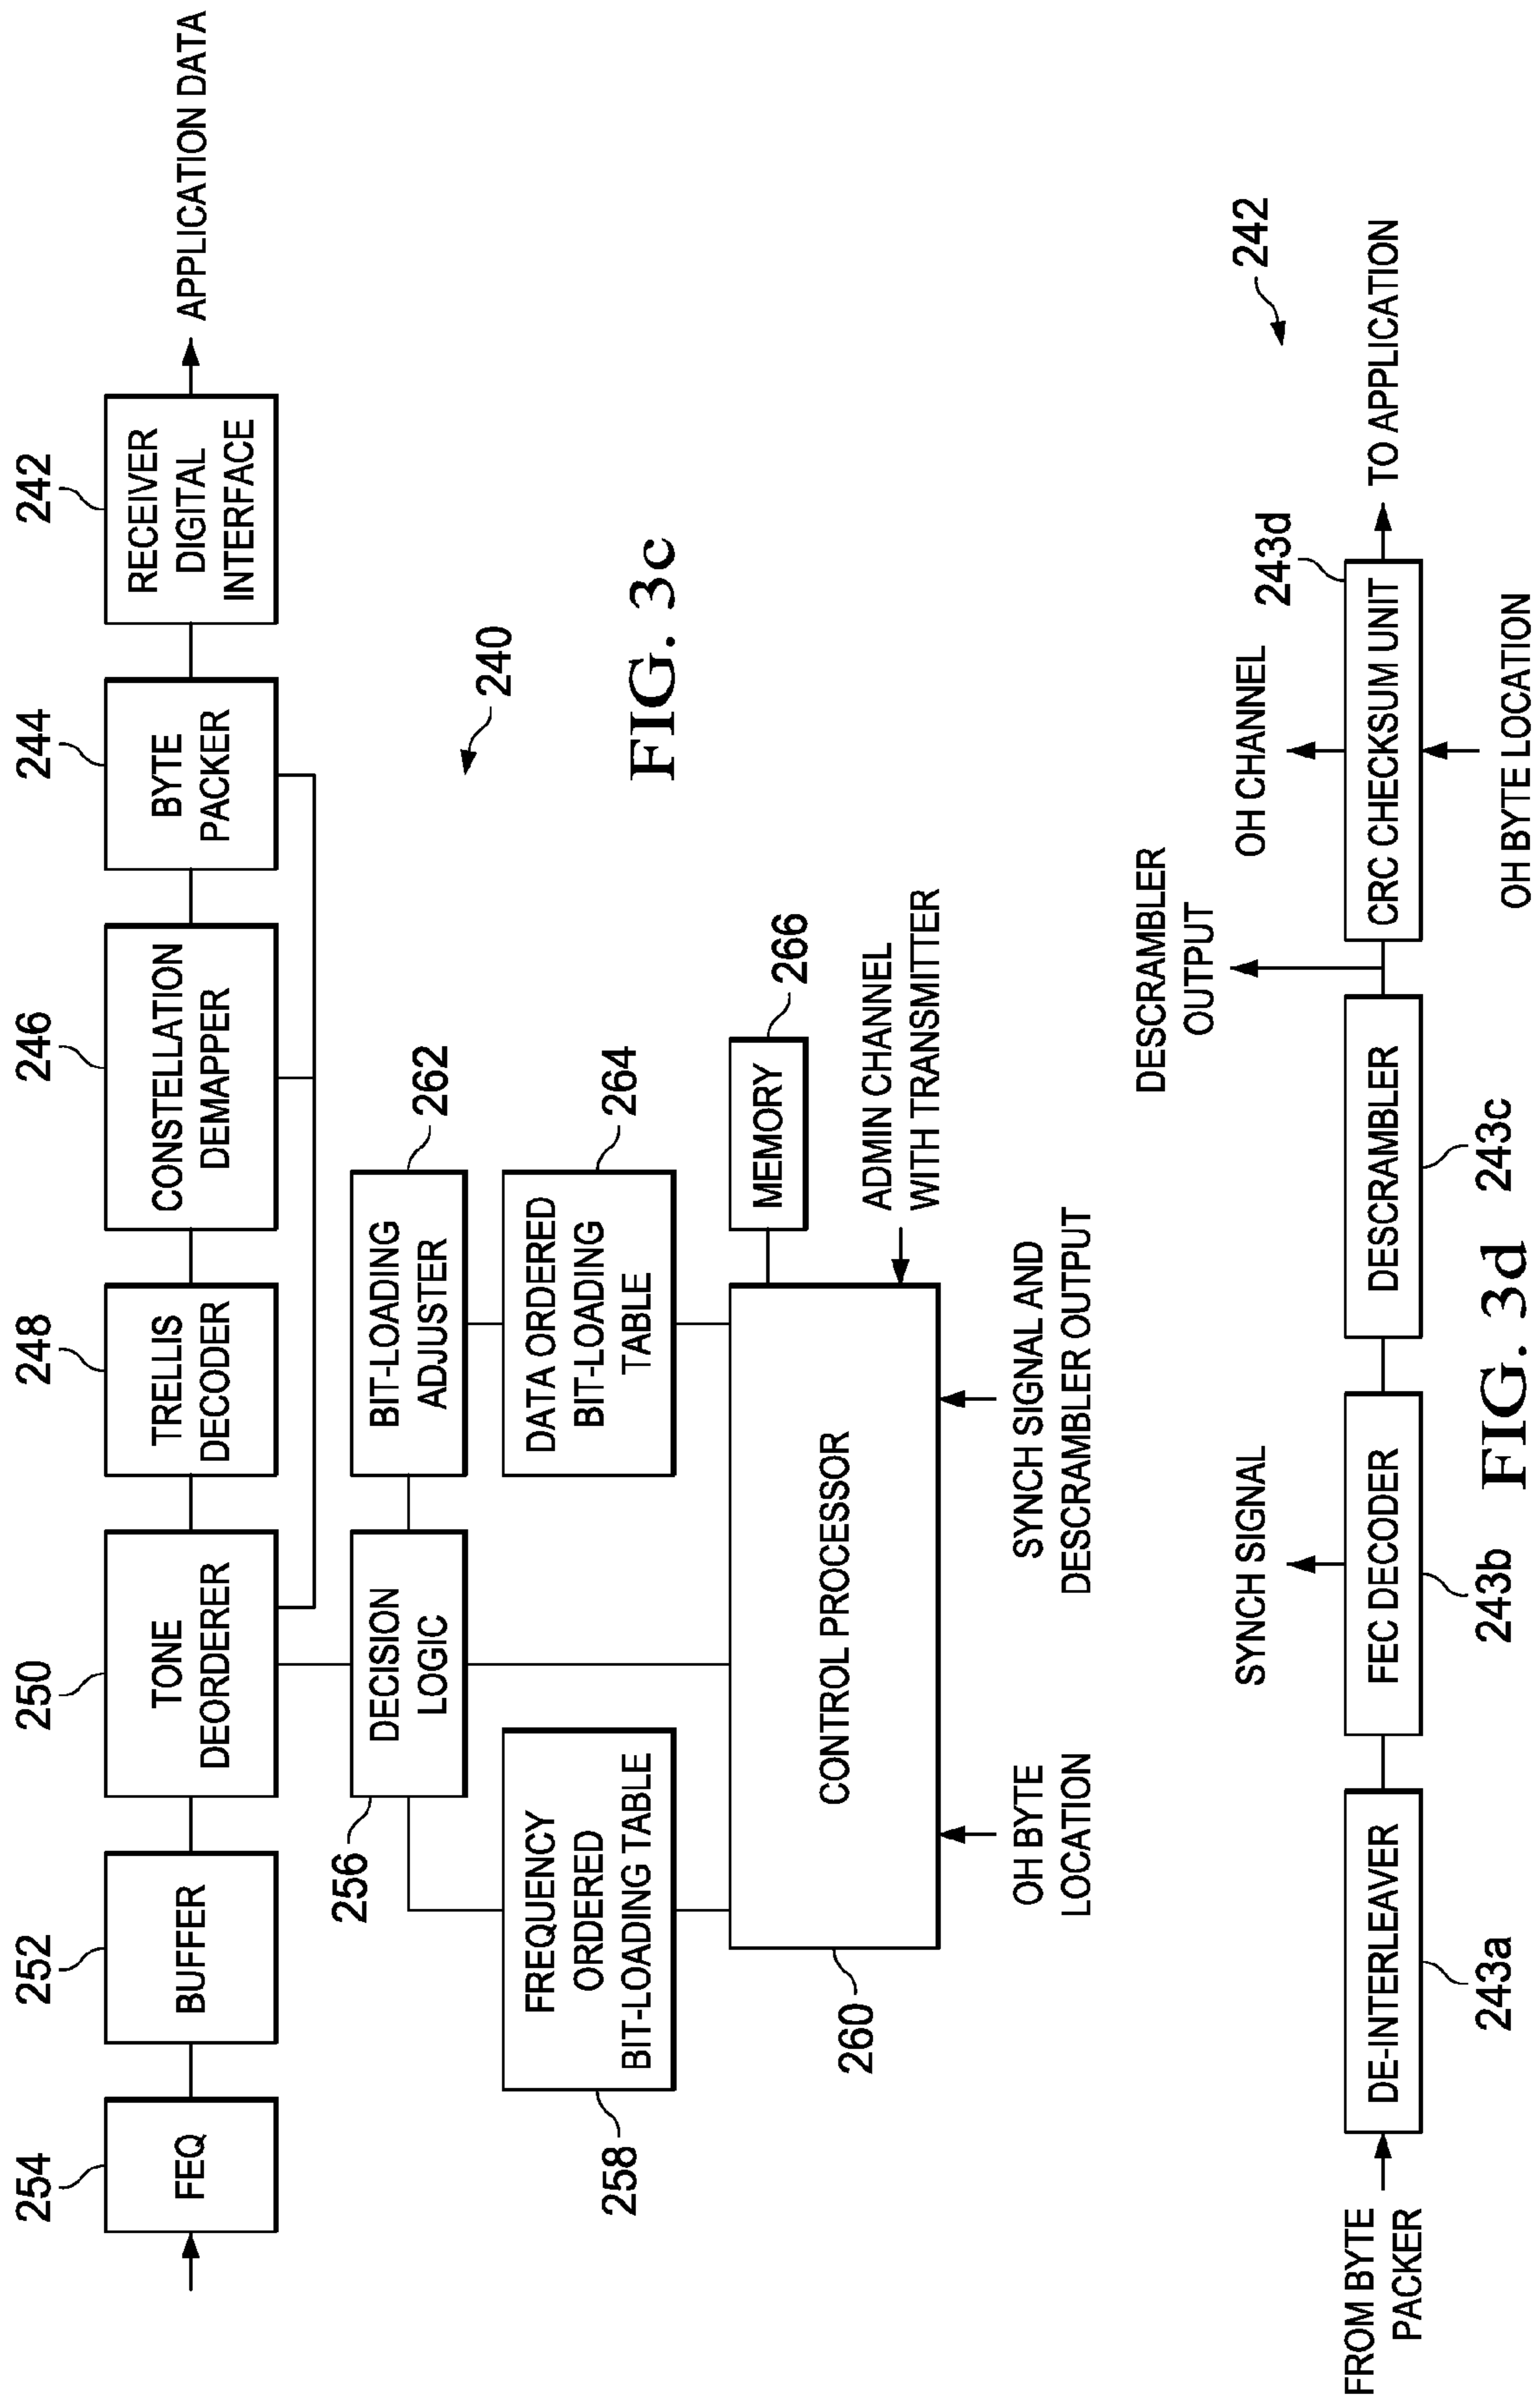 254
252
250
248
246
244
242
FEQ
BUFFER
TONE
DEORDERER
TRELLIS
DECODER
CONSTELLATION
DEMAPPER
BYTE
PACKER
RECEIVER
DIGITAL
INTERFACE
APPLICATION DATA
256
DECISION
LOGIC
BIT-LOADING
ADJUSTER
262
240
258
FREQUENCY
ORDERED
BIT-LOADING TABLE
DATA ORDERED
BIT-LOADING
TABLE
264
FIG. 3c
260
CONTROL PROCESSOR
MEMORY
266
ADMIN CHANNEL
WITH TRANSMITTER
OH BYTE
LOCATION
SYNCH SIGNAL AND
DESCRAMBLER OUTPUT
SYNCH SIGNAL
DESCRAMBLER
OUTPUT
OH CHANNEL
243d
242
FROM BYTE
PACKER
DE-INTERLEAVER
FEC DECODER
DESCRAMBLER
CRC CHECKSUM UNIT
TO APPLICATION
243a
243b
243c
OH BYTE LOCATION
FIG. 3d